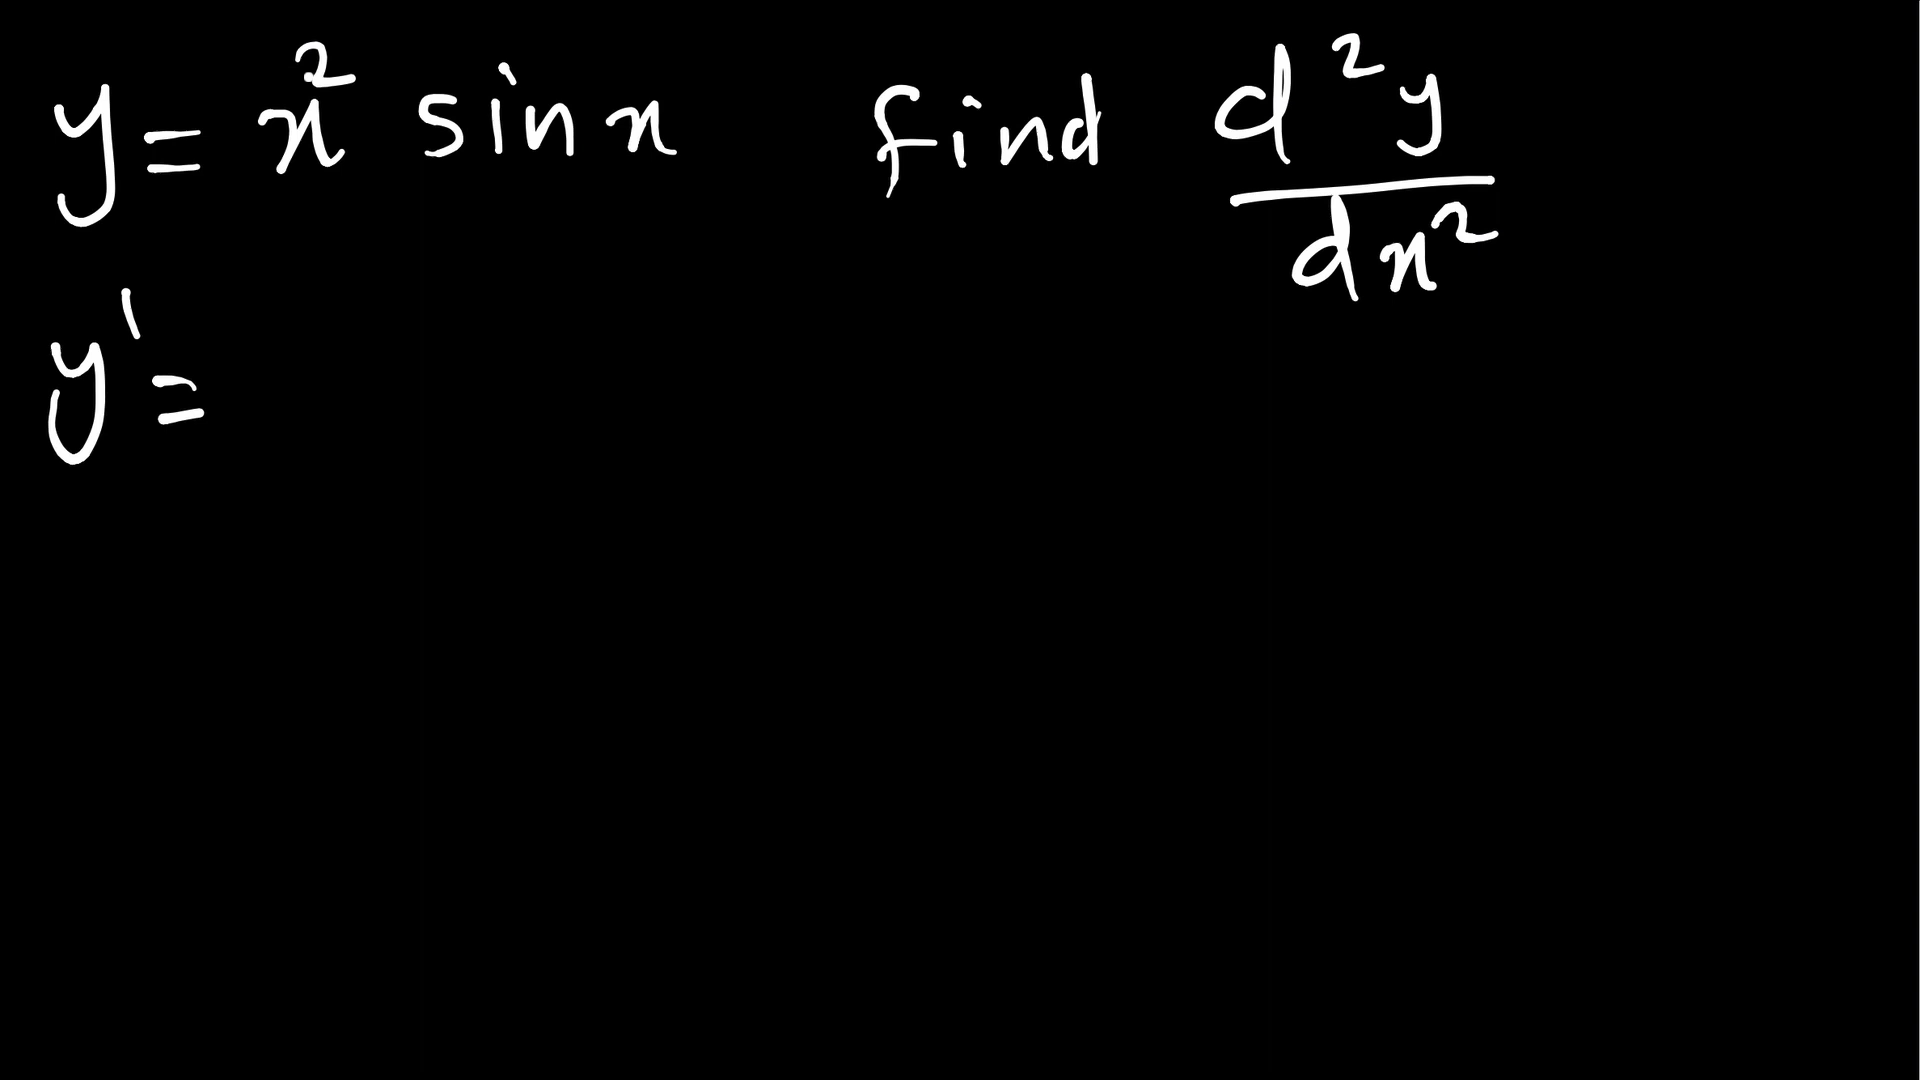 y = x² sin x find d²y/dx²
y' =